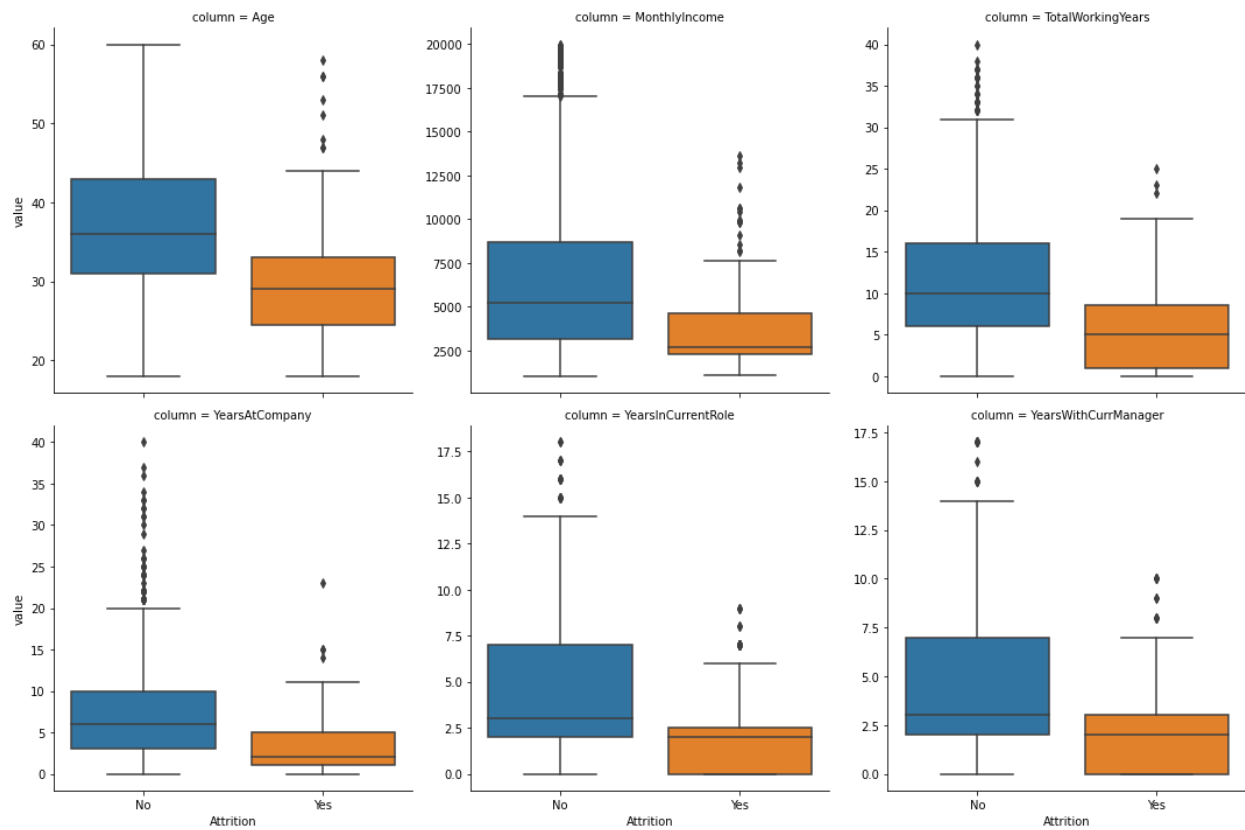 column = Age
column = MonthlyIncome
column = TotalWorkingYears
60
50
40
30
20
value
20000
17500
15000
12500
10000
7500
5000
2500
40
35
30
25
20
15
10
5
0
column = YearsAtCompany
column = YearsInCurrentRole
column = YearsWithCurrManager
40
35
30
25
20
15
10
5
0
value
17.5
15.0
12.5
10.0
7.5
5.0
2.5
0.0
17.5
15.0
12.5
10.0
7.5
5.0
2.5
0.0
No
Yes
Attrition
No
Yes
Attrition
No
Yes
Attrition